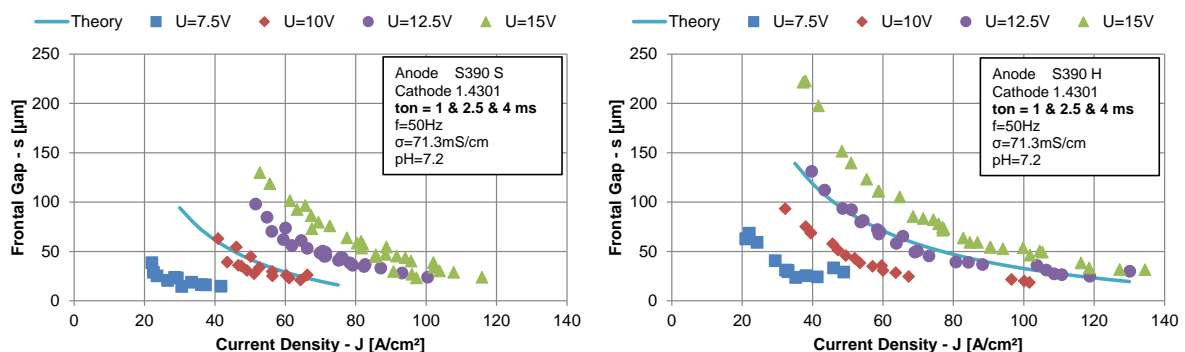 Theory U=7.5V U=10V U=12.5V U=15V
250
200
150
100
50
0
Frontal Gap - s [µm]
Anode S390 S
Cathode 1.4301
ton = 1 & 2.5 & 4 ms
f=50Hz
σ=71.3mS/cm
pH=7.2
0 20 40 60 80 100 120 140
Current Density - J [A/cm²]
Theory U=7.5V U=10V U=12.5V U=15V
250
200
150
100
50
0
Frontal Gap - s [µm]
Anode S390 H
Cathode 1.4301
ton = 1 & 2.5 & 4 ms
f=50Hz
σ=71.3mS/cm
pH=7.2
0 20 40 60 80 100 120 140
Current Density - J [A/cm²]